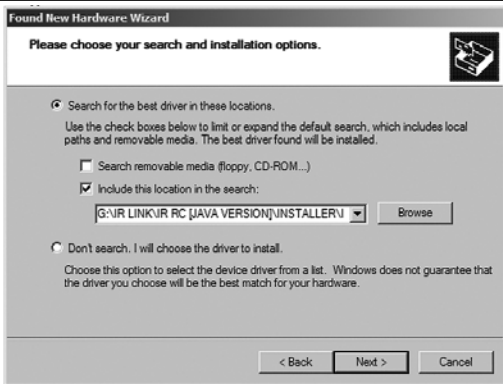 Found New Hardware Wizard
Please choose your search and installation options.
Search for the best driver in these locations.
Use the check boxes below to limit or expand the default search, which includes local
paths and removable media. The best driver found will be installed.
Search removable media (floppy, CD-ROM...)
Include this location in the search:
G:\IR LINK\IR RC [JAVA VERSION]\INSTALLER\I
Browse
Don't search. I will choose the driver to install.
Choose this option to select the device driver from a list. Windows does not guarantee that
the driver you choose will be the best match for your hardware.
< Back
Next >
Cancel